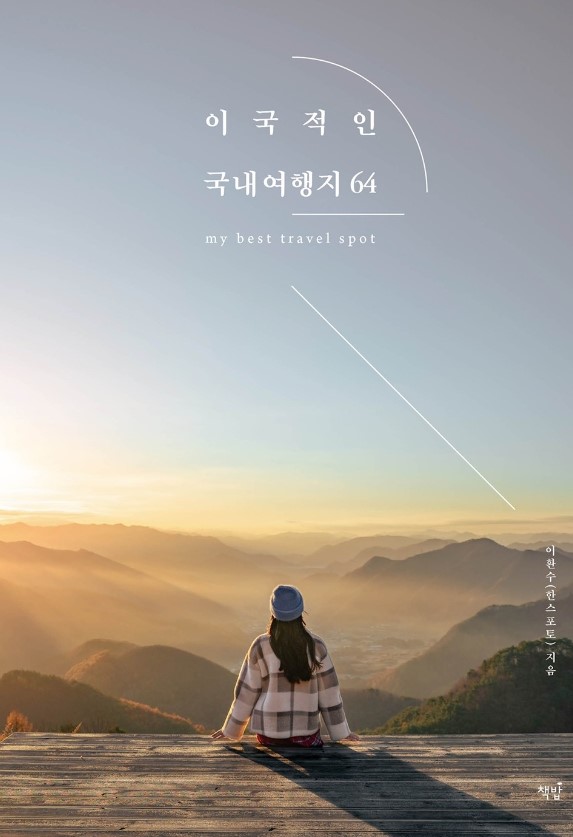 이국적인
국내여행지 64
my best travel spot
이환수(한스포토) 지음
책밥